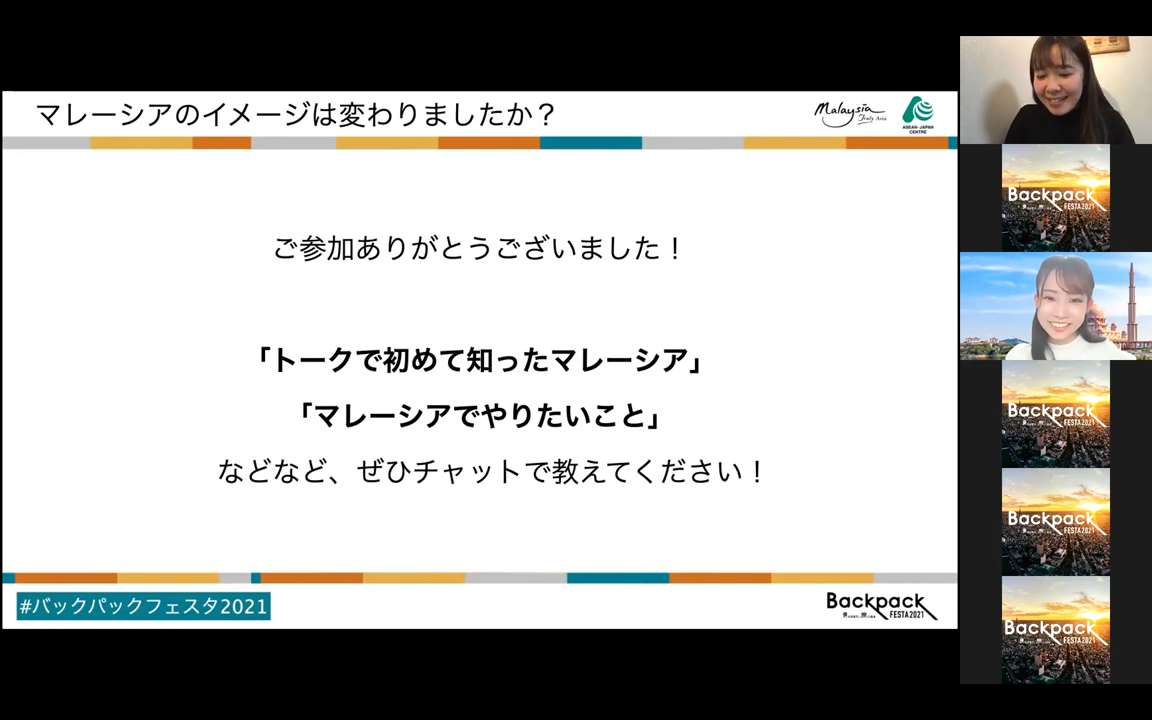 マレーシアのイメージは変わりましたか？
Malaysia
Truly Asia
ASEAN-JAPAN
CENTRE
ご参加ありがとうございました！
「トークで初めて知ったマレーシア」
「マレーシアでやりたいこと」
などなど、ぜひチャットで教えてください！
#バックパックフェスタ2021
Backpack
FESTA2021
Backpack
FESTA2021
Backpack
FESTA2021
Backpack
FESTA2021
Backpack
FESTA2021